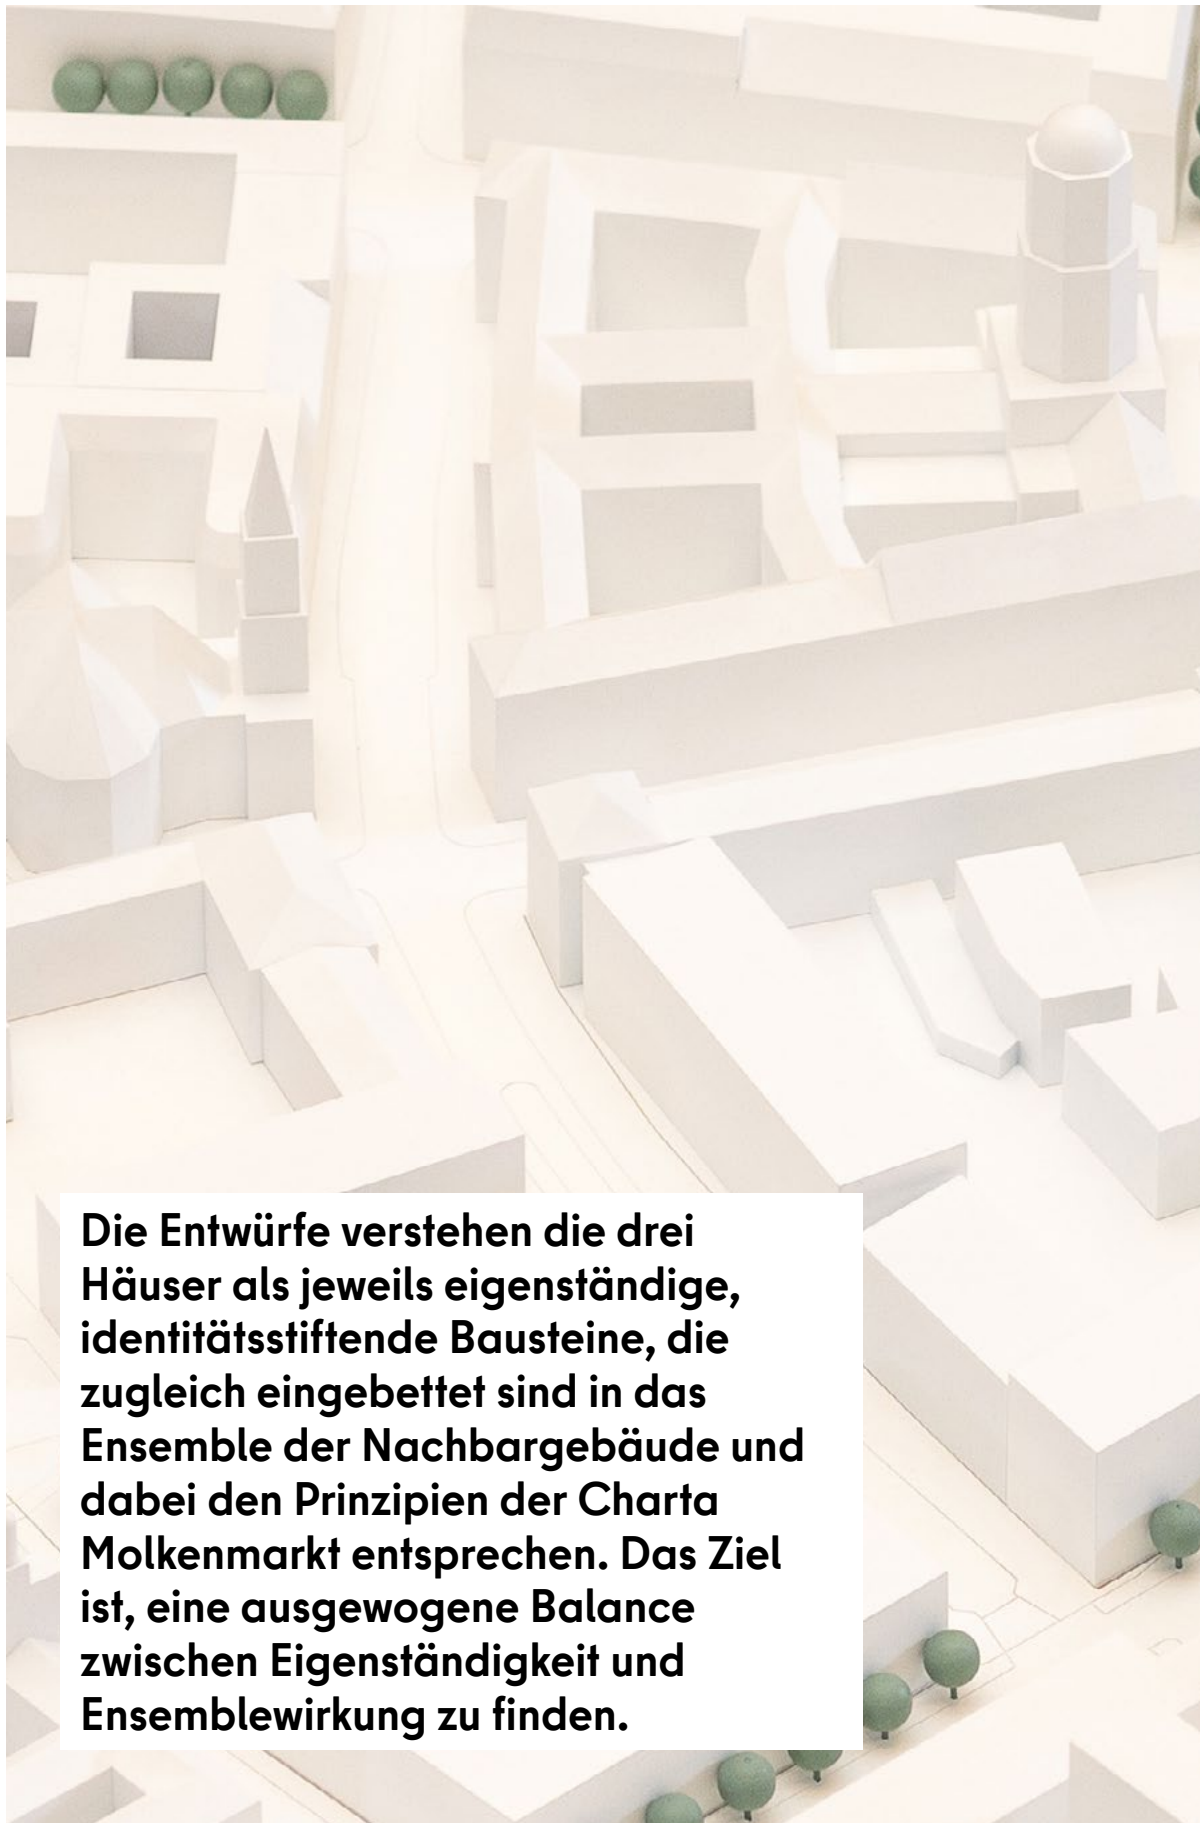 Die Entwürfe verstehen die drei
Häuser als jeweils eigenständige,
identitätsstiftende Bausteine, die
zugleich eingebettet sind in das
Ensemble der Nachbargebäude und
dabei den Prinzipien der Charta
Molkenmarkt entsprechen. Das Ziel
ist, eine ausgewogene Balance
zwischen Eigenständigkeit und
Ensemblewirkung zu finden.